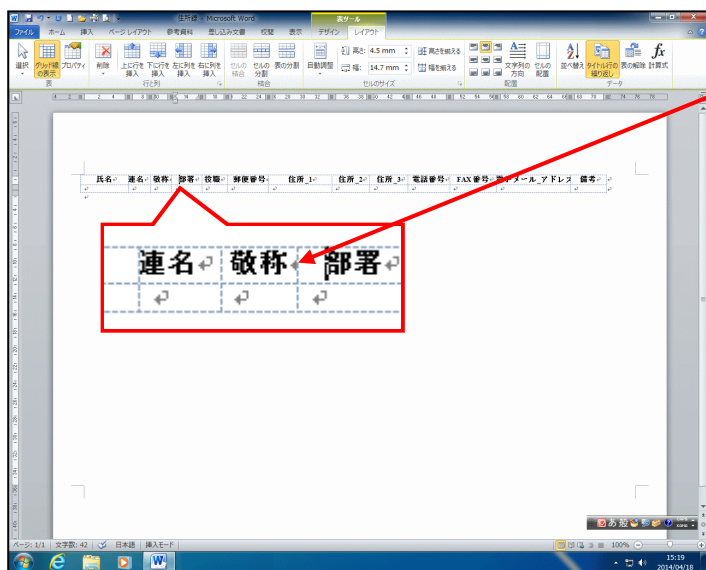 住所録 - Microsoft Word
表ツール
ファイル ホーム 挿入 ページ レイアウト 参考資料 差し込み文書 校閲 表示 デザイン レイアウト
選択 グリッド線の表示 プロパティ 削除 上に行を挿入 下に行を挿入 左に列を挿入 右に列を挿入 セルの結合 セルの分割 表の分割 自動調整 高さ: 4.5 mm 高さを揃える
幅: 14.7 mm 幅を揃える 文字列の方向 セルの配置 並べ替え タイトル行の繰り返し 表の解除 計算式
表 行と列 結合 セルのサイズ 配置 データ
氏名 連名 敬称 部署 役職 郵便番号 住所_1 住所_2 住所_3 電話番号 FAX番号 電子メール_アドレス 備考
連名 敬称 部署
あ 般
ページ: 1/1 文字数: 42 日本語 挿入モード 100%
15:19
2014/04/18